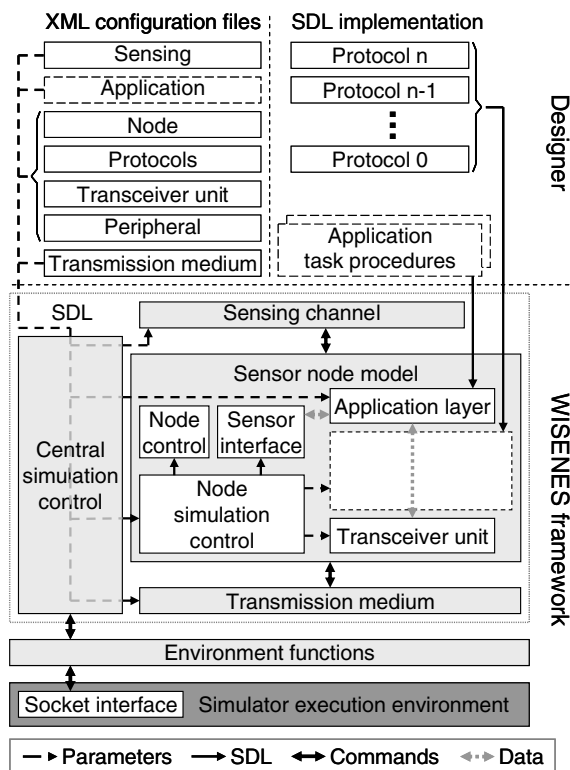 XML configuration files
SDL implementation
Sensing
Application
Node
Protocols
Transceiver unit
Peripheral
Transmission medium
Protocol n
Protocol n-1
Protocol 0
Application
task procedures
Designer
SDL
Sensing channel
Sensor node model
Central
simulation
control
Application layer
Node
control
Sensor
interface
Node
simulation
control
Transceiver unit
Transmission medium
WISENES framework
Environment functions
Socket interface
Simulator execution environment
Parameters
SDL
Commands
Data